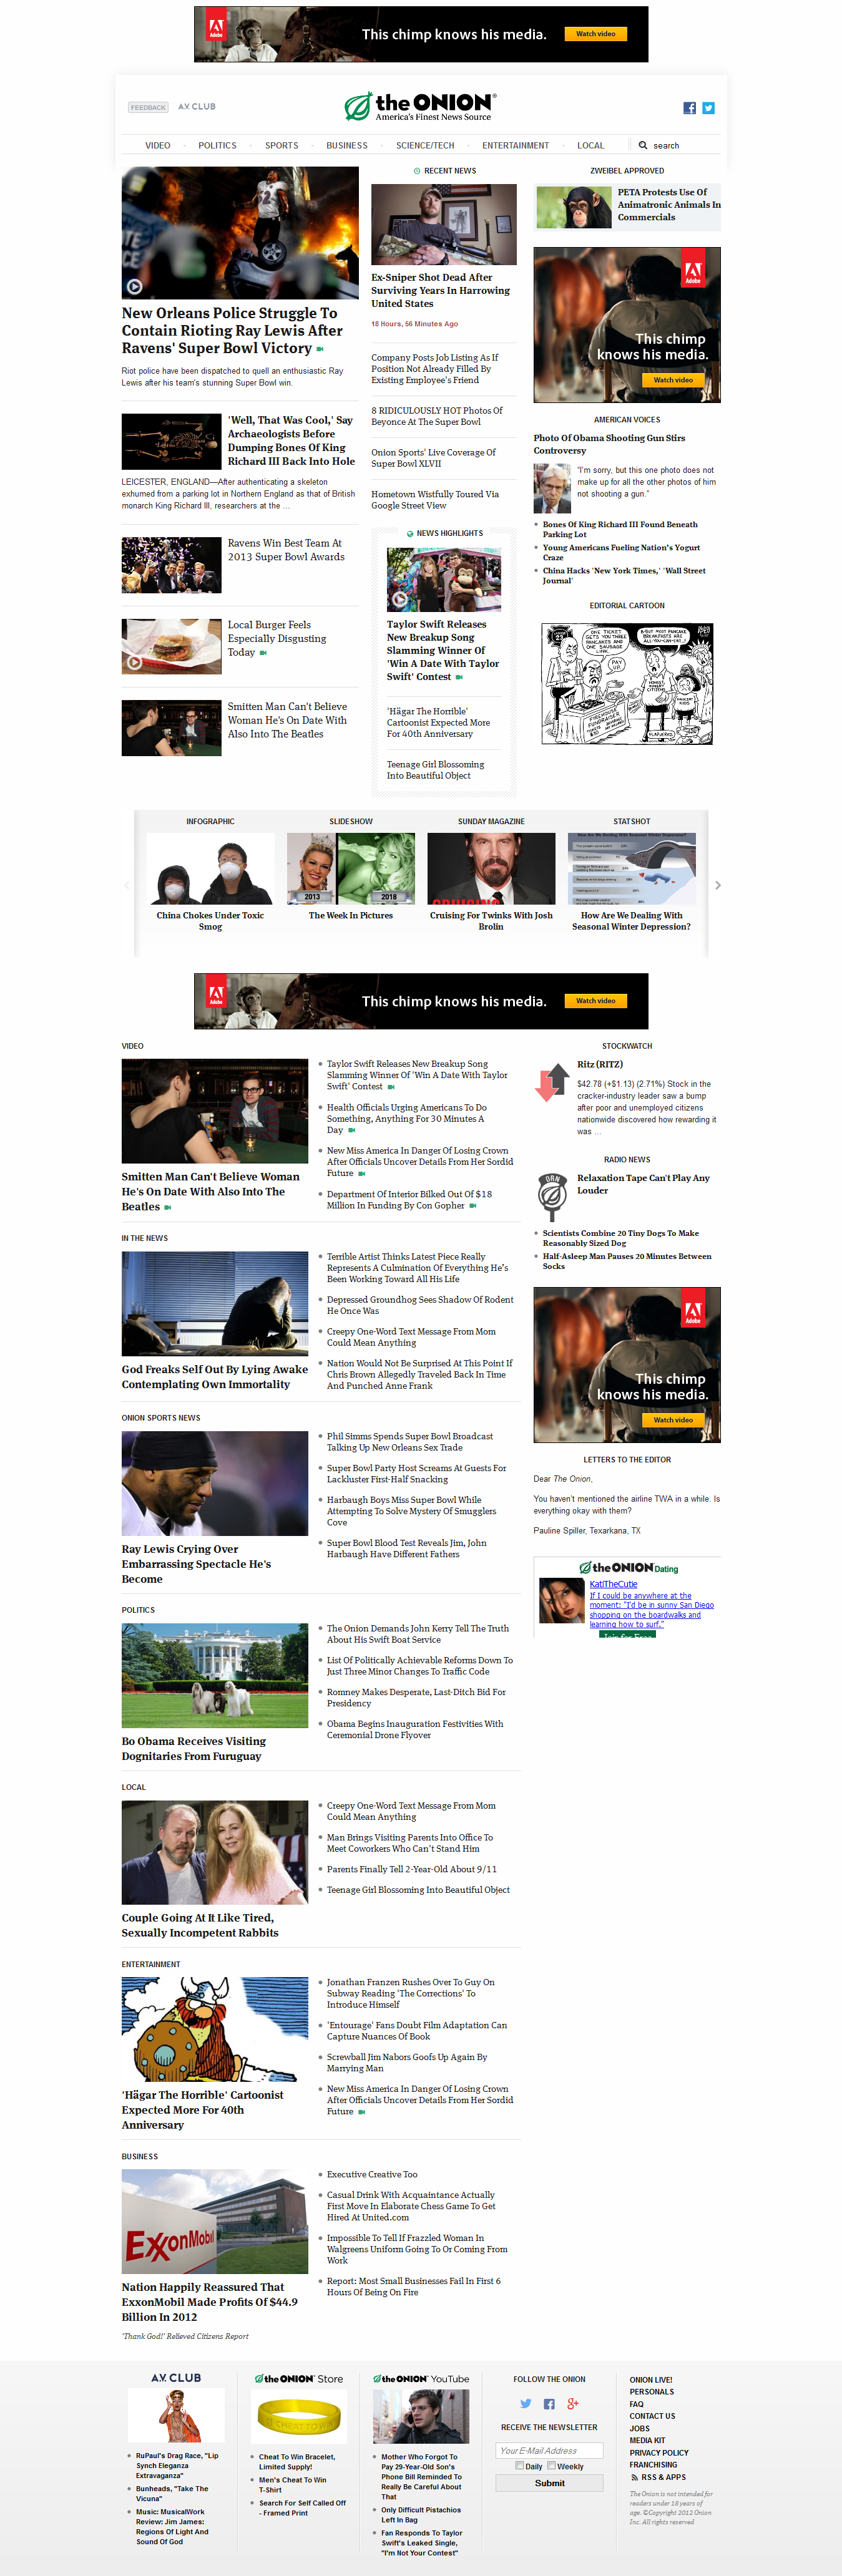 Adobe
This chimp knows his media.
Watch video
FEEDBACK
A.V. CLUB
the ONION®
America's Finest News Source
VIDEO
POLITICS
SPORTS
BUSINESS
SCIENCE/TECH
ENTERTAINMENT
LOCAL
search
New Orleans Police Struggle To
Contain Rioting Ray Lewis After
Ravens' Super Bowl Victory
Riot police have been dispatched to quell an enthusiastic Ray
Lewis after his team's stunning Super Bowl win.
'Well, That Was Cool,' Say
Archaeologists Before
Dumping Bones Of King
Richard III Back Into Hole
LEICESTER, ENGLAND—After authenticating a skeleton
exhumed from a parking lot in Northern England as that of British
monarch King Richard III, researchers at the ...
Ravens Win Best Team At
2013 Super Bowl Awards
Local Burger Feels
Especially Disgusting
Today
Smitten Man Can't Believe
Woman He's On Date With
Also Into The Beatles
RECENT NEWS
Ex-Sniper Shot Dead After
Surviving Years In Harrowing
United States
18 Hours, 56 Minutes Ago
Company Posts Job Listing As If
Position Not Already Filled By
Existing Employee's Friend
8 RIDICULOUSLY HOT Photos Of
Beyonce At The Super Bowl
Onion Sports' Live Coverage Of
Super Bowl XLVII
Hometown Wistfully Toured Via
Google Street View
NEWS HIGHLIGHTS
Taylor Swift Releases
New Breakup Song
Slamming Winner Of
'Win A Date With Taylor
Swift' Contest
'Hägar The Horrible'
Cartoonist Expected More
For 40th Anniversary
Teenage Girl Blossoming
Into Beautiful Object
ZWEIBEL APPROVED
PETA Protests Use Of
Animatronic Animals In
Commercials
Adobe
This chimp
knows his media.
Watch video
AMERICAN VOICES
Photo Of Obama Shooting Gun Stirs
Controversy
"I'm sorry, but this one photo does not
make up for all the other photos of him
not shooting a gun."
Bones Of King Richard III Found Beneath
Parking Lot
Young Americans Fueling Nation's Yogurt
Craze
China Hacks 'New York Times,' 'Wall Street
Journal'
EDITORIAL CARTOON
ONE TICKET
GETS YOU THREE
PANCAKES AND
ONE SAUSAGE
LINK.
PAY
UP.
INFOGRAPHIC
China Chokes Under Toxic
Smog
SLIDESHOW
2013
2018
The Week In Pictures
SUNDAY MAGAZINE
CRUISING
Cruising For Twinks With Josh
Brolin
STATSHOT
How Are We Dealing With
Seasonal Winter Depression?
Adobe
This chimp knows his media.
Watch video
VIDEO
Smitten Man Can't Believe Woman
He's On Date With Also Into The
Beatles
Taylor Swift Releases New Breakup Song
Slamming Winner Of 'Win A Date With Taylor
Swift' Contest
Health Officials Urging Americans To Do
Something, Anything For 30 Minutes A
Day
New Miss America In Danger Of Losing Crown
After Officials Uncover Details From Her Sordid
Future
Department Of Interior Bilked Out Of $18
Million In Funding By Con Gopher
IN THE NEWS
God Freaks Self Out By Lying Awake
Contemplating Own Immortality
Terrible Artist Thinks Latest Piece Really
Represents A Culmination Of Everything He's
Been Working Toward All His Life
Depressed Groundhog Sees Shadow Of Rodent
He Once Was
Creepy One-Word Text Message From Mom
Could Mean Anything
Nation Would Not Be Surprised At This Point If
Chris Brown Allegedly Traveled Back In Time
And Punched Anne Frank
ONION SPORTS NEWS
Ray Lewis Crying Over
Embarrassing Spectacle He's
Become
Phil Simms Spends Super Bowl Broadcast
Talking Up New Orleans Sex Trade
Super Bowl Party Host Screams At Guests For
Lackluster First-Half Snacking
Harbaugh Boys Miss Super Bowl While
Attempting To Solve Mystery Of Smugglers
Cove
Super Bowl Blood Test Reveals Jim, John
Harbaugh Have Different Fathers
POLITICS
Bo Obama Receives Visiting
Dognitaries From Furuguay
The Onion Demands John Kerry Tell The Truth
About His Swift Boat Service
List Of Politically Achievable Reforms Down To
Just Three Minor Changes To Traffic Code
Romney Makes Desperate, Last-Ditch Bid For
Presidency
Obama Begins Inauguration Festivities With
Ceremonial Drone Flyover
LOCAL
Couple Going At It Like Tired,
Sexually Incompetent Rabbits
Creepy One-Word Text Message From Mom
Could Mean Anything
Man Brings Visiting Parents Into Office To
Meet Coworkers Who Can't Stand Him
Parents Finally Tell 2-Year-Old About 9/11
Teenage Girl Blossoming Into Beautiful Object
ENTERTAINMENT
'Hägar The Horrible' Cartoonist
Expected More For 40th
Anniversary
Jonathan Franzen Rushes Over To Guy On
Subway Reading 'The Corrections' To
Introduce Himself
'Entourage' Fans Doubt Film Adaptation Can
Capture Nuances Of Book
Screwball Jim Nabors Goofs Up Again By
Marrying Man
New Miss America In Danger Of Losing Crown
After Officials Uncover Details From Her Sordid
Future
BUSINESS
ExxonMobil
Nation Happily Reassured That
ExxonMobil Made Profits Of $44.9
Billion In 2012
'Thank God!' Relieved Citizens Report
Executive Creative Too
Casual Drink With Acquaintance Actually
First Move In Elaborate Chess Game To Get
Hired At United.com
Impossible To Tell If Frazzled Woman In
Walgreens Uniform Going To Or Coming From
Work
Report: Most Small Businesses Fail In First 6
Hours Of Being On Fire
STOCKWATCH
Ritz (RITZ)
$42.78 (+$1.13) (2.71%) Stock in the
cracker-industry leader saw a bump
after poor and unemployed citizens
nationwide discovered how rewarding it
was ...
RADIO NEWS
ORN
Relaxation Tape Can't Play Any
Louder
Scientists Combine 20 Tiny Dogs To Make
Reasonably Sized Dog
Half-Asleep Man Pauses 20 Minutes Between
Socks
Adobe
This chimp
knows his media.
Watch video
LETTERS TO THE EDITOR
Dear The Onion,
You haven't mentioned the airline TWA in a while. Is
everything okay with them?
Pauline Spiller, Texarkana, TX
the ONION Dating
KatiTheCutie
If I could be anywhere at the
moment: "I'd be in sunny San Diego
shopping on the boardwalks and
learning how to surf."
Join for Free
A.V. CLUB
RuPaul's Drag Race, "Lip
Synch Eleganza
Extravaganza"
Bunheads, "Take The
Vicuna"
Music: MusicalWork
Review: Jim James:
Regions Of Light And
Sound Of God
the ONION Store
CHEAT TO WIN
Cheat To Win Bracelet,
Limited Supply!
Men's Cheat To Win
T-Shirt
Search For Self Called Off
- Framed Print
the ONION YouTube
Mother Who Forgot To
Pay 29-Year-Old Son's
Phone Bill Reminded To
Really Be Careful About
That
Only Difficult Pistachios
Left In Bag
Fan Responds To Taylor
Swift's Leaked Single,
"I'm Not Your Contest"
FOLLOW THE ONION
RECEIVE THE NEWSLETTER
Your E-Mail Address
Daily Weekly
Submit
ONION LIVE!
PERSONALS
FAQ
CONTACT US
JOBS
MEDIA KIT
PRIVACY POLICY
FRANCHISING
RSS & APPS
The Onion is not intended for
readers under 18 years of
age. ©Copyright 2012 Onion
Inc. All rights reserved